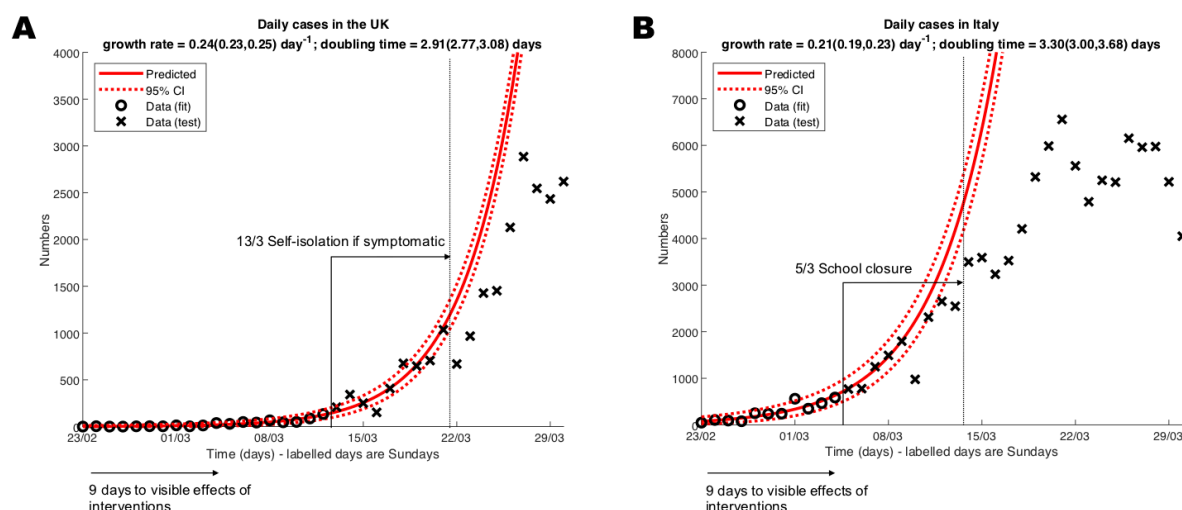 A
Daily cases in the UK
growth rate = 0.24(0.23,0.25) day⁻¹; doubling time = 2.91(2.77,3.08) days
4000
3500
3000
2500
2000
1500
1000
500
0
Numbers
Predicted
95% CI
Data (fit)
Data (test)
13/3 Self-isolation if symptomatic
23/02
01/03
08/03
15/03
22/03
29/03
Time (days) - labelled days are Sundays
9 days to visible effects of
interventions
B
Daily cases in Italy
growth rate = 0.21(0.19,0.23) day⁻¹; doubling time = 3.30(3.00,3.68) days
8000
7000
6000
5000
4000
3000
2000
1000
0
Numbers
Predicted
95% CI
Data (fit)
Data (test)
5/3 School closure
23/02
01/03
08/03
15/03
22/03
29/03
Time (days) - labelled days are Sundays
9 days to visible effects of
interventions